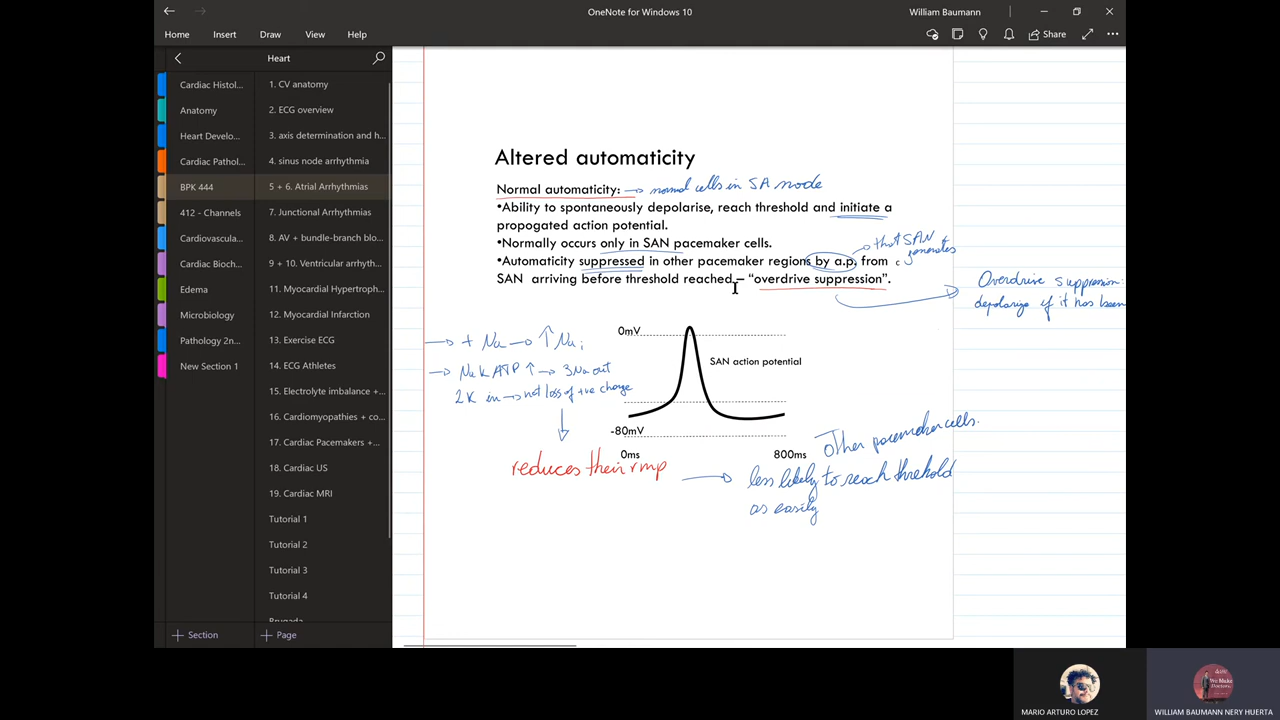 OneNote for Windows 10
William Baumann
Home
Insert
Draw
View
Help
Share
Heart
Cardiac Histol...
Anatomy
Heart Develo...
Cardiac Pathol...
BPK 444
412 - Channels
Cardiovascula...
Cardiac Bioch...
Edema
Microbiology
Pathology 2n...
New Section 1
1. CV anatomy
2. ECG overview
3. axis determination and h...
4. sinus node arrhythmia
5 + 6. Atrial Arrhythmias
7. Junctional Arrhythmias
8. AV + bundle-branch blo...
9 + 10. Ventricular arrhyth...
11. Myocardial Hypertroph...
12. Myocardial Infarction
13. Exercise ECG
14. ECG Athletes
15. Electrolyte imbalance +...
16. Cardiomyopathies + co...
17. Cardiac Pacemakers +...
18. Cardiac US
19. Cardiac MRI
Tutorial 1
Tutorial 2
Tutorial 3
Tutorial 4
Brugada
Section
Page
Altered automaticity
Normal automaticity: → normal cells in SA node
•Ability to spontaneously depolarise, reach threshold and initiate a
propogated action potential.
•Normally occurs only in SAN pacemaker cells.
that SAN
generates
•Automaticity suppressed in other pacemaker regions by a.p. from
SAN arriving before threshold reached – “overdrive suppression”.
Overdrive suppression:
depolarize if it has been
→ + Na → ↑ Na i
→ Na K ATP ↑ → 3Na out
2K in → net loss of +ve charge
0mV
SAN action potential
-80mV
0ms
800ms
reduces their rmp
Other pacemaker cells.
less likely to reach threhold
as easily
MARIO ARTURO LOPEZ
WILLIAM BAUMANN NERY HUERTA